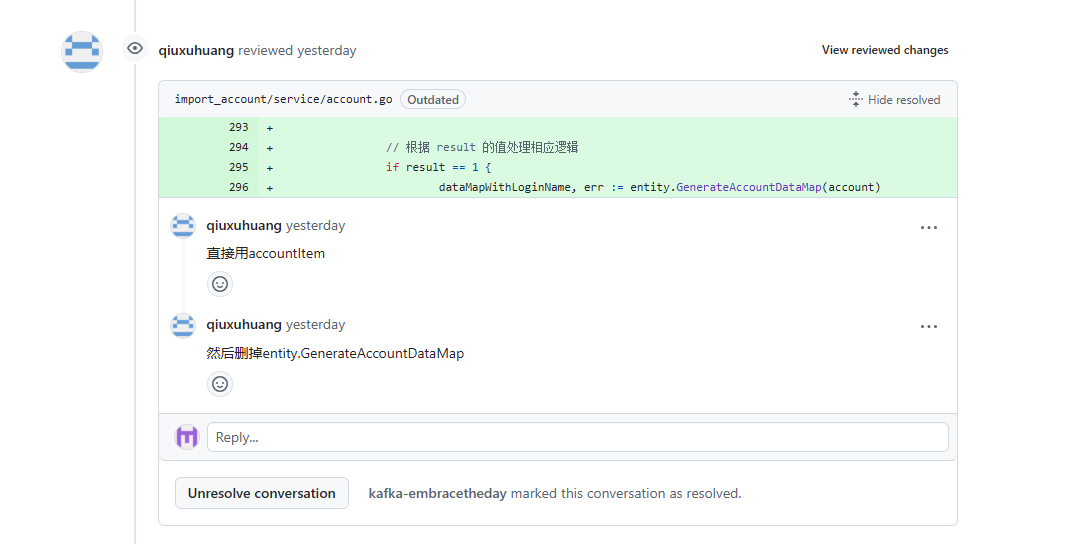 qiuxuhuang reviewed yesterday
View reviewed changes
import_account/service/account.go Outdated
Hide resolved
293 +
294 + // 根据 result 的值处理相应逻辑
295 + if result == 1 {
296 + dataMapWithLoginName, err := entity.GenerateAccountDataMap(account)
qiuxuhuang yesterday
直接用accountItem
qiuxuhuang yesterday
然后删掉entity.GenerateAccountDataMap
Reply...
Unresolve conversation
kafka-embracetheday marked this conversation as resolved.